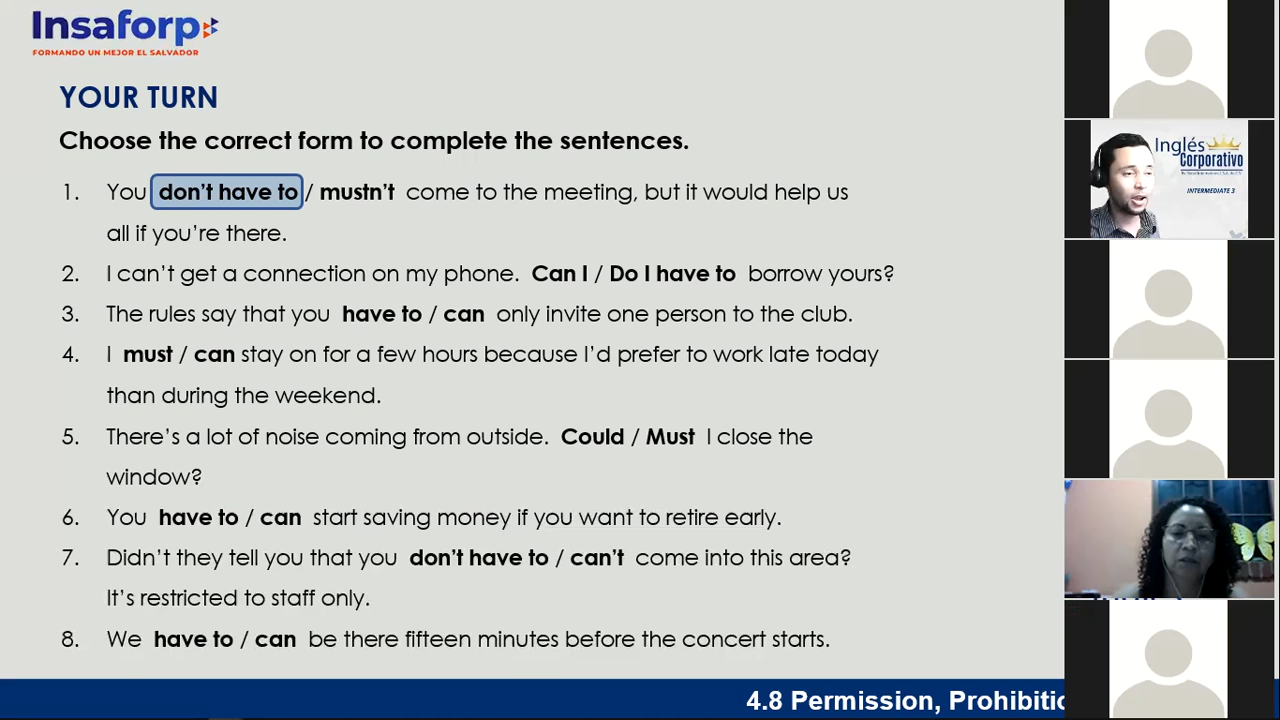 Insaforp
FORMANDO UN MEJOR EL SALVADOR
YOUR TURN
Choose the correct form to complete the sentences.
1. You don't have to / mustn't come to the meeting, but it would help us
all if you're there.
2. I can't get a connection on my phone. Can I / Do I have to borrow yours?
3. The rules say that you have to / can only invite one person to the club.
4. I must / can stay on for a few hours because I'd prefer to work late today
than during the weekend.
5. There's a lot of noise coming from outside. Could / Must I close the
window?
6. You have to / can start saving money if you want to retire early.
7. Didn't they tell you that you don't have to / can't come into this area?
It's restricted to staff only.
8. We have to / can be there fifteen minutes before the concert starts.
4.8 Permission,
Inglés
Corporativo
INTERMEDIATE 3